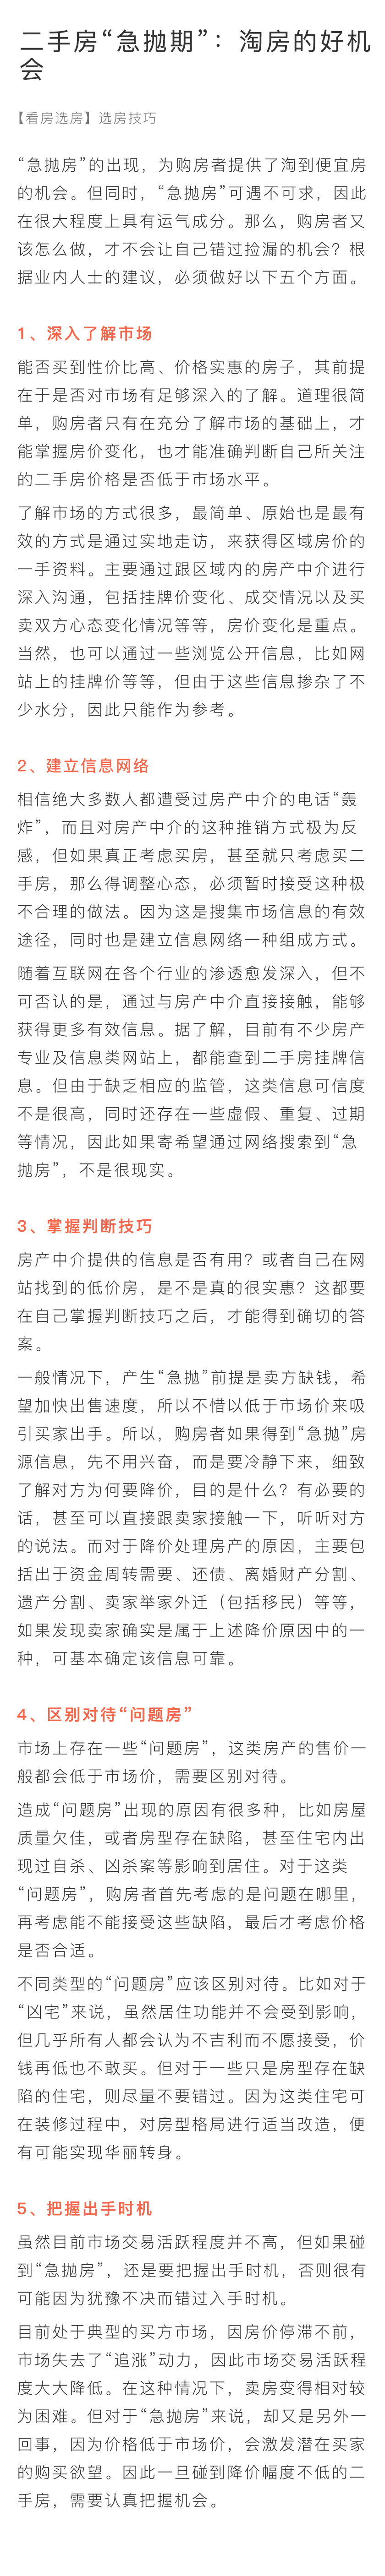 二手房“急抛期”：淘房的好机
会
【看房选房】选房技巧
“急抛房”的出现，为购房者提供了淘到便宜房
的机会。但同时，“急抛房”可遇不可求，因此
在很大程度上具有运气成分。那么，购房者又
该怎么做，才不会让自己错过捡漏的机会？根
据业内人士的建议，必须做好以下五个方面。
1、深入了解市场
能否买到性价比高、价格实惠的房子，其前提
在于是否对市场有足够深入的了解。道理很简
单，购房者只有在充分了解市场的基础上，才
能掌握房价变化，也才能准确判断自己所关注
的二手房价格是否低于市场水平。
了解市场的方式很多，最简单、原始也是最有
效的方式是通过实地走访，来获得区域房价的
一手资料。主要通过跟区域内的房产中介进行
深入沟通，包括挂牌价变化、成交情况以及买
卖双方心态变化情况等等，房价变化是重点。
当然，也可以通过一些浏览公开信息，比如网
站上的挂牌价等等，但由于这些信息掺杂了不
少水分，因此只能作为参考。
2、建立信息网络
相信绝大多数人都遭受过房产中介的电话“轰
炸”，而且对房产中介的这种推销方式极为反
感，但如果真正考虑买房，甚至就只考虑买二
手房，那么得调整心态，必须暂时接受这种极
不合理的做法。因为这是搜集市场信息的有效
途径，同时也是建立信息网络一种组成方式。
随着互联网在各个行业的渗透愈发深入，但不
可否认的是，通过与房产中介直接接触，能够
获得更多有效信息。据了解，目前有不少房产
专业及信息类网站上，都能查到二手房挂牌信
息。但由于缺乏相应的监管，这类信息可信度
不是很高，同时还存在一些虚假、重复、过期
等情况，因此如果寄希望通过网络搜索到“急
抛房”，不是很现实。
3、掌握判断技巧
房产中介提供的信息是否有用？或者自己在网
站找到的低价房，是不是真的很实惠？这都要
在自己掌握判断技巧之后，才能得到确切的答
案。
一般情况下，产生“急抛”前提是卖方缺钱，希
望加快出售速度，所以不惜以低于市场价来吸
引买家出手。所以，购房者如果得到“急抛”房
源信息，先不用兴奋，而是要冷静下来，细致
了解对方为何要降价，目的是什么？有必要的
话，甚至可以直接跟卖家接触一下，听听对方
的说法。而对于降价处理房产的原因，主要包
括出于资金周转需要、还债、离婚财产分割、
遗产分割、卖家举家外迁（包括移民）等等，
如果发现卖家确实是属于上述降价原因中的一
种，可基本确定该信息可靠。
4、区别对待“问题房”
市场上存在一些“问题房”，这类房产的售价一
般都会低于市场价，需要区别对待。
造成“问题房”出现的原因有很多种，比如房屋
质量欠佳，或者房型存在缺陷，甚至住宅内出
现过自杀、凶杀案等影响到居住。对于这类
“问题房”，购房者首先考虑的是问题在哪里，
再考虑能不能接受这些缺陷，最后才考虑价格
是否合适。
不同类型的“问题房”应该区别对待。比如对于
“凶宅”来说，虽然居住功能并不会受到影响，
但几乎所有人都会认为不吉利而不愿接受，价
钱再低也不敢买。但对于一些只是房型存在缺
陷的住宅，则尽量不要错过。因为这类住宅可
在装修过程中，对房型格局进行适当改造，便
有可能实现华丽转身。
5、把握出手时机
虽然目前市场交易活跃程度并不高，但如果碰
到“急抛房”，还是要把握出手时机，否则很有
可能因为犹豫不决而错过入手时机。
目前处于典型的买方市场，因房价停滞不前，
市场失去了“追涨”动力，因此市场交易活跃程
度大大降低。在这种情况下，卖房变得相对较
为困难。但对于“急抛房”来说，却又是另外一
回事，因为价格低于市场价，会激发潜在买家
的购买欲望。因此一旦碰到降价幅度不低的二
手房，需要认真把握机会。